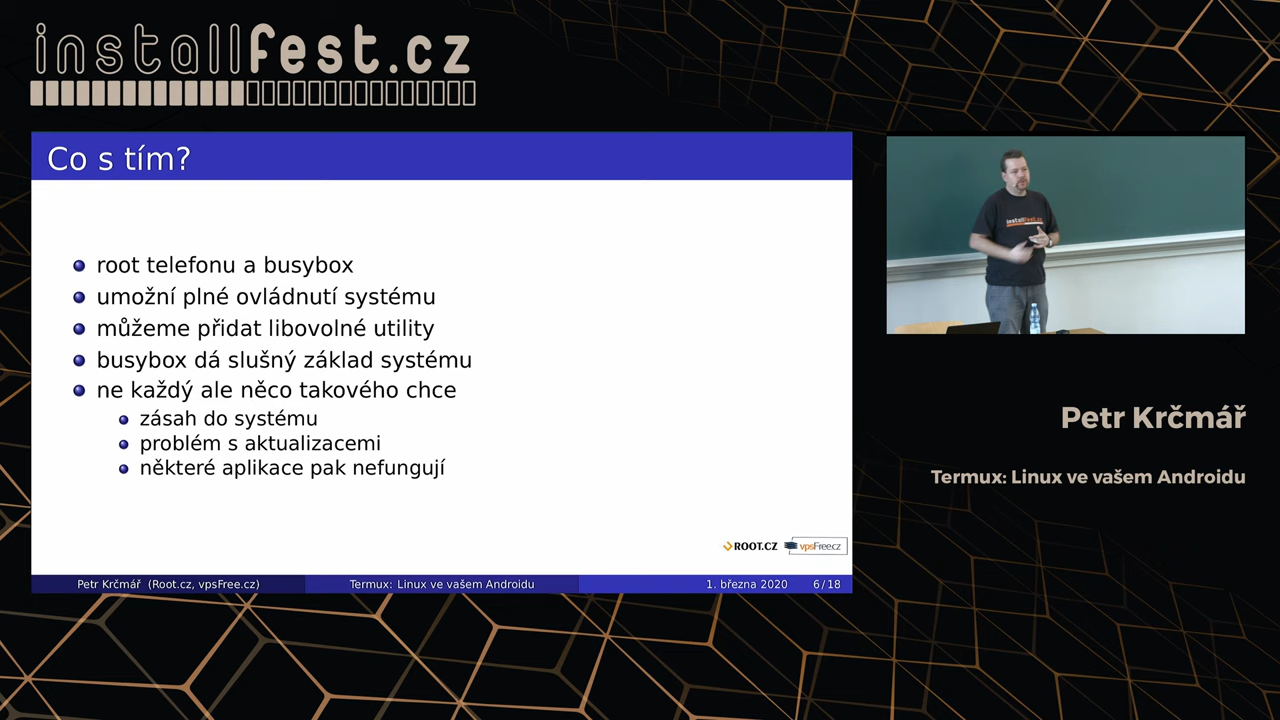 installfest.cz
Co s tím?
root telefonu a busybox
umožní plné ovládnutí systému
můžeme přidat libovolné utility
busybox dá slušný základ systému
ne každý ale něco takového chce
zásah do systému
problém s aktualizacemi
některé aplikace pak nefungují
ROOT.CZ vpsFree.cz
Petr Krčmář (Root.cz, vpsFree.cz) Termux: Linux ve vašem Androidu 1. března 2020 6/18
installfest.cz
Petr Krčmář
Termux: Linux ve vašem Androidu